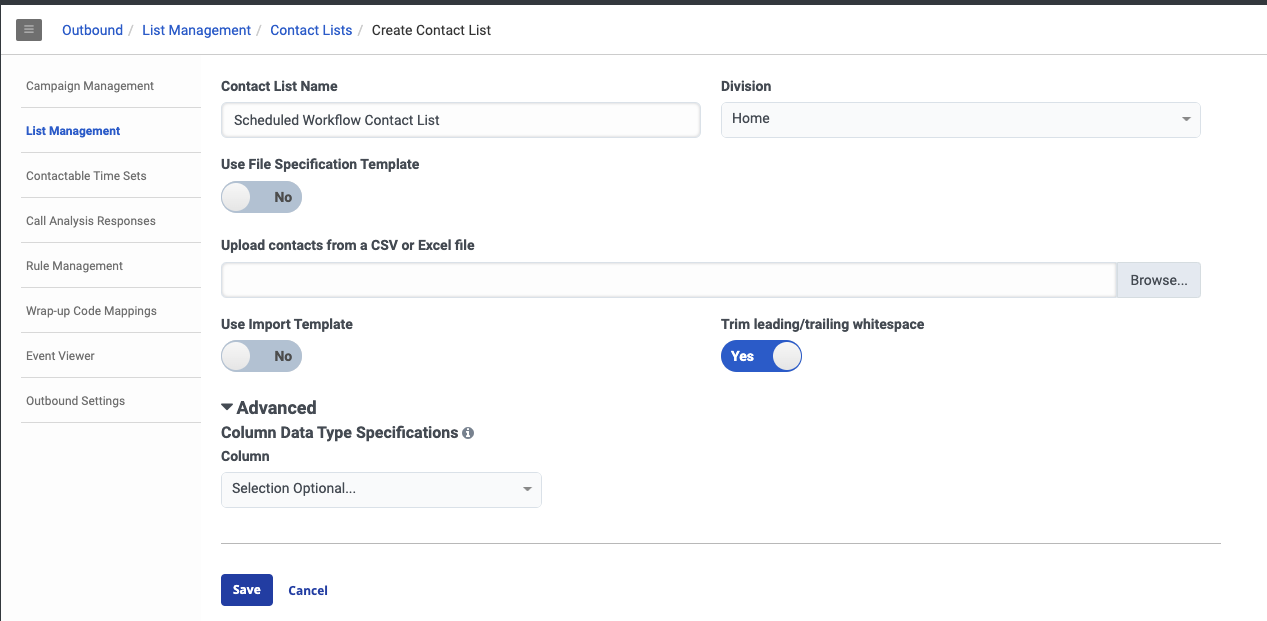 Outbound / List Management / Contact Lists / Create Contact List
Campaign Management
List Management
Contactable Time Sets
Call Analysis Responses
Rule Management
Wrap-up Code Mappings
Event Viewer
Outbound Settings
Contact List Name
Division
Scheduled Workflow Contact List
Home
Use File Specification Template
No
Upload contacts from a CSV or Excel file
Browse...
Use Import Template
Trim leading/trailing whitespace
No
Yes
Advanced
Column Data Type Specifications
Column
Selection Optional...
Save
Cancel